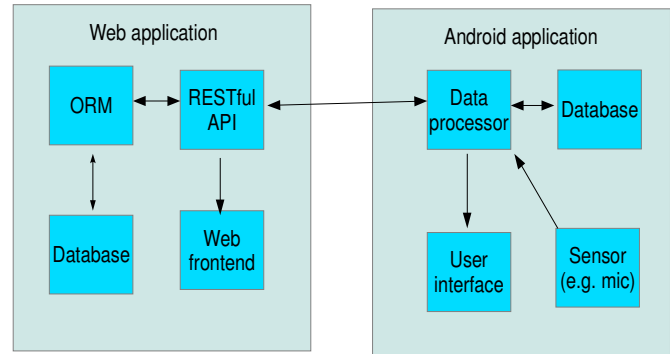 Web application
ORM
RESTful
API
Database
Web
frontend
Android application
Data
processor
Database
User
interface
Sensor
(e.g. mic)